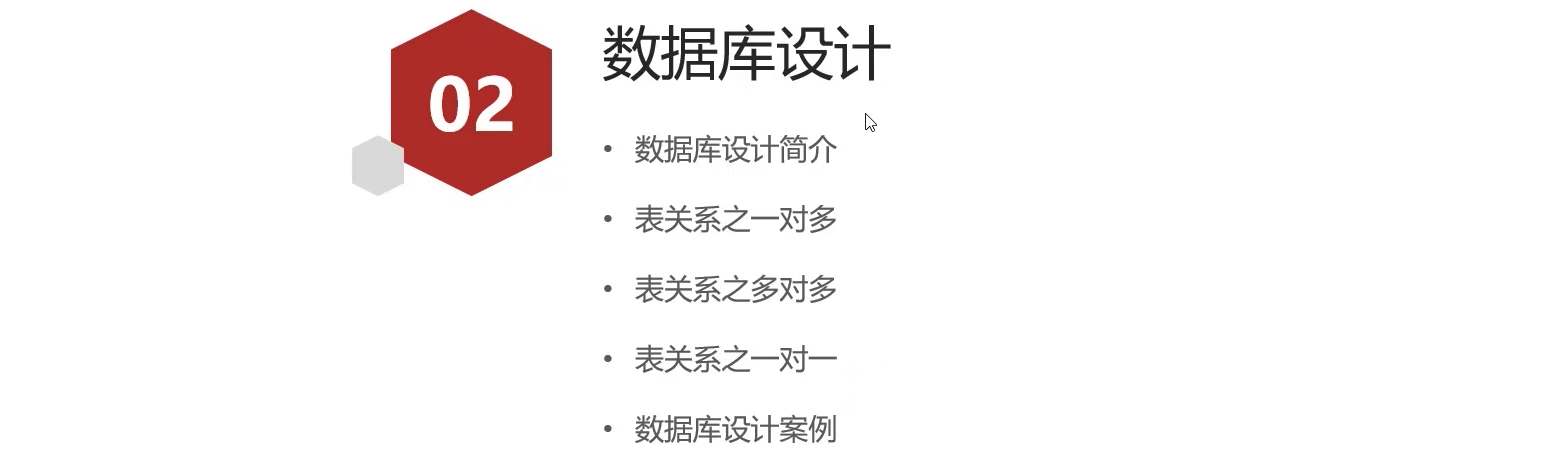 02
数据库设计
• 数据库设计简介
• 表关系之一对多
• 表关系之多对多
• 表关系之一对一
• 数据库设计案例